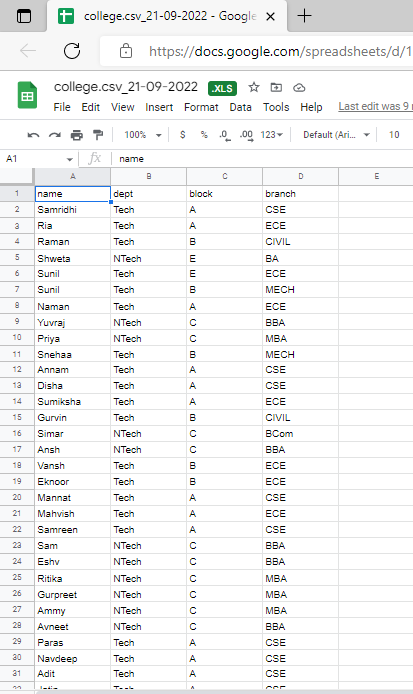 college.csv_21-09-2022 - Google
https://docs.google.com/spreadsheets/d/1
college.csv_21-09-2022 .XLS
File Edit View Insert Format Data Tools Help Last edit was 9
100% $ % .0 .00 123 Default (Ari... 10
A1 fx name
A B C D E
1 name dept block branch
2 Samridhi Tech A CSE
3 Ria Tech A ECE
4 Raman Tech B CIVIL
5 Shweta NTech E BA
6 Sunil Tech E ECE
7 Sunil Tech B MECH
8 Naman Tech A ECE
9 Yuvraj NTech C BBA
10 Priya NTech C MBA
11 Snehaa Tech B MECH
12 Annam Tech A CSE
13 Disha Tech A CSE
14 Sumiksha Tech A ECE
15 Gurvin Tech B CIVIL
16 Simar NTech C BCom
17 Ansh NTech C BBA
18 Vansh Tech B ECE
19 Eknoor Tech B ECE
20 Mannat Tech A CSE
21 Mahvish Tech A ECE
22 Samreen Tech A CSE
23 Sam NTech C BBA
24 Eshv NTech C BBA
25 Ritika NTech C MBA
26 Gurpreet NTech C MBA
27 Ammy NTech C MBA
28 Avneet NTech C BBA
29 Paras Tech A CSE
30 Navdeep Tech A CSE
31 Adit Tech A CSE